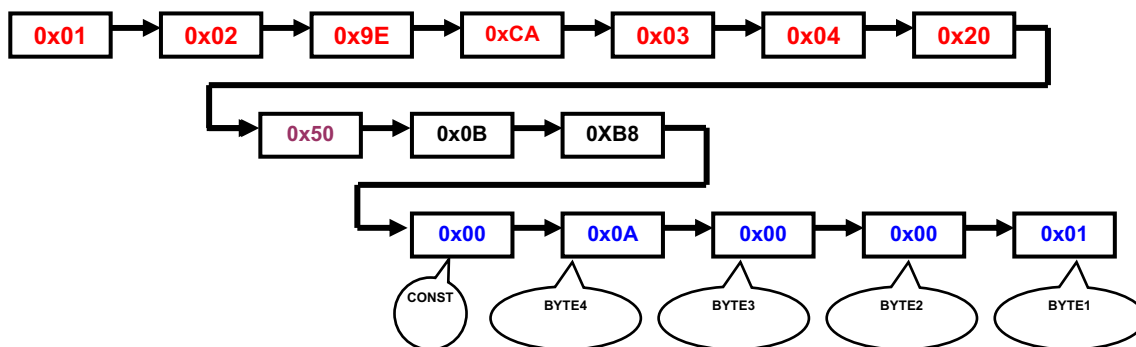 0x01 0x02 0x9E 0xCA 0x03 0x04 0x20
0x50 0x0B 0XB8
0x00 0x0A 0x00 0x00 0x01
CONST BYTE4 BYTE3 BYTE2 BYTE1